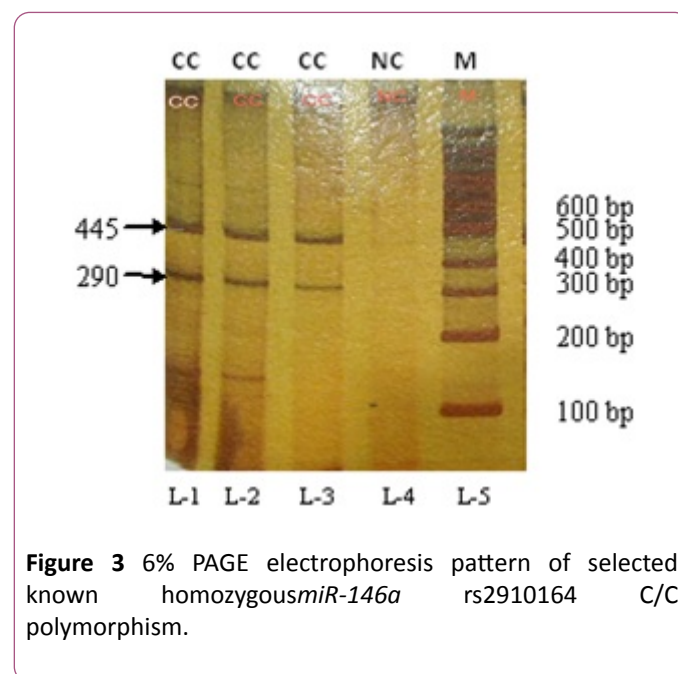 CC CC CC NC M
CC CC CC NC M
445
290
600 bp
500 bp
400 bp
300 bp
200 bp
100 bp
L-1 L-2 L-3 L-4 L-5
Figure 3 6% PAGE electrophoresis pattern of selected
known homozygousmiR-146a rs2910164 C/C
polymorphism.